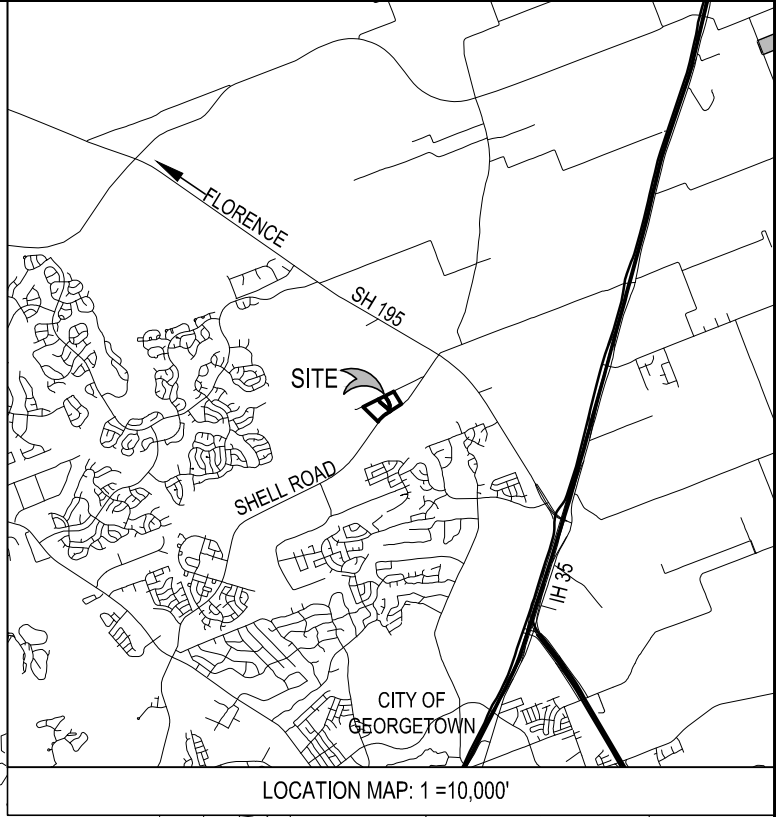 FLORENCE
SH 195
SITE
SHELL ROAD
IH 35
CITY OF
GEORGETOWN
LOCATION MAP: 1 =10,000'